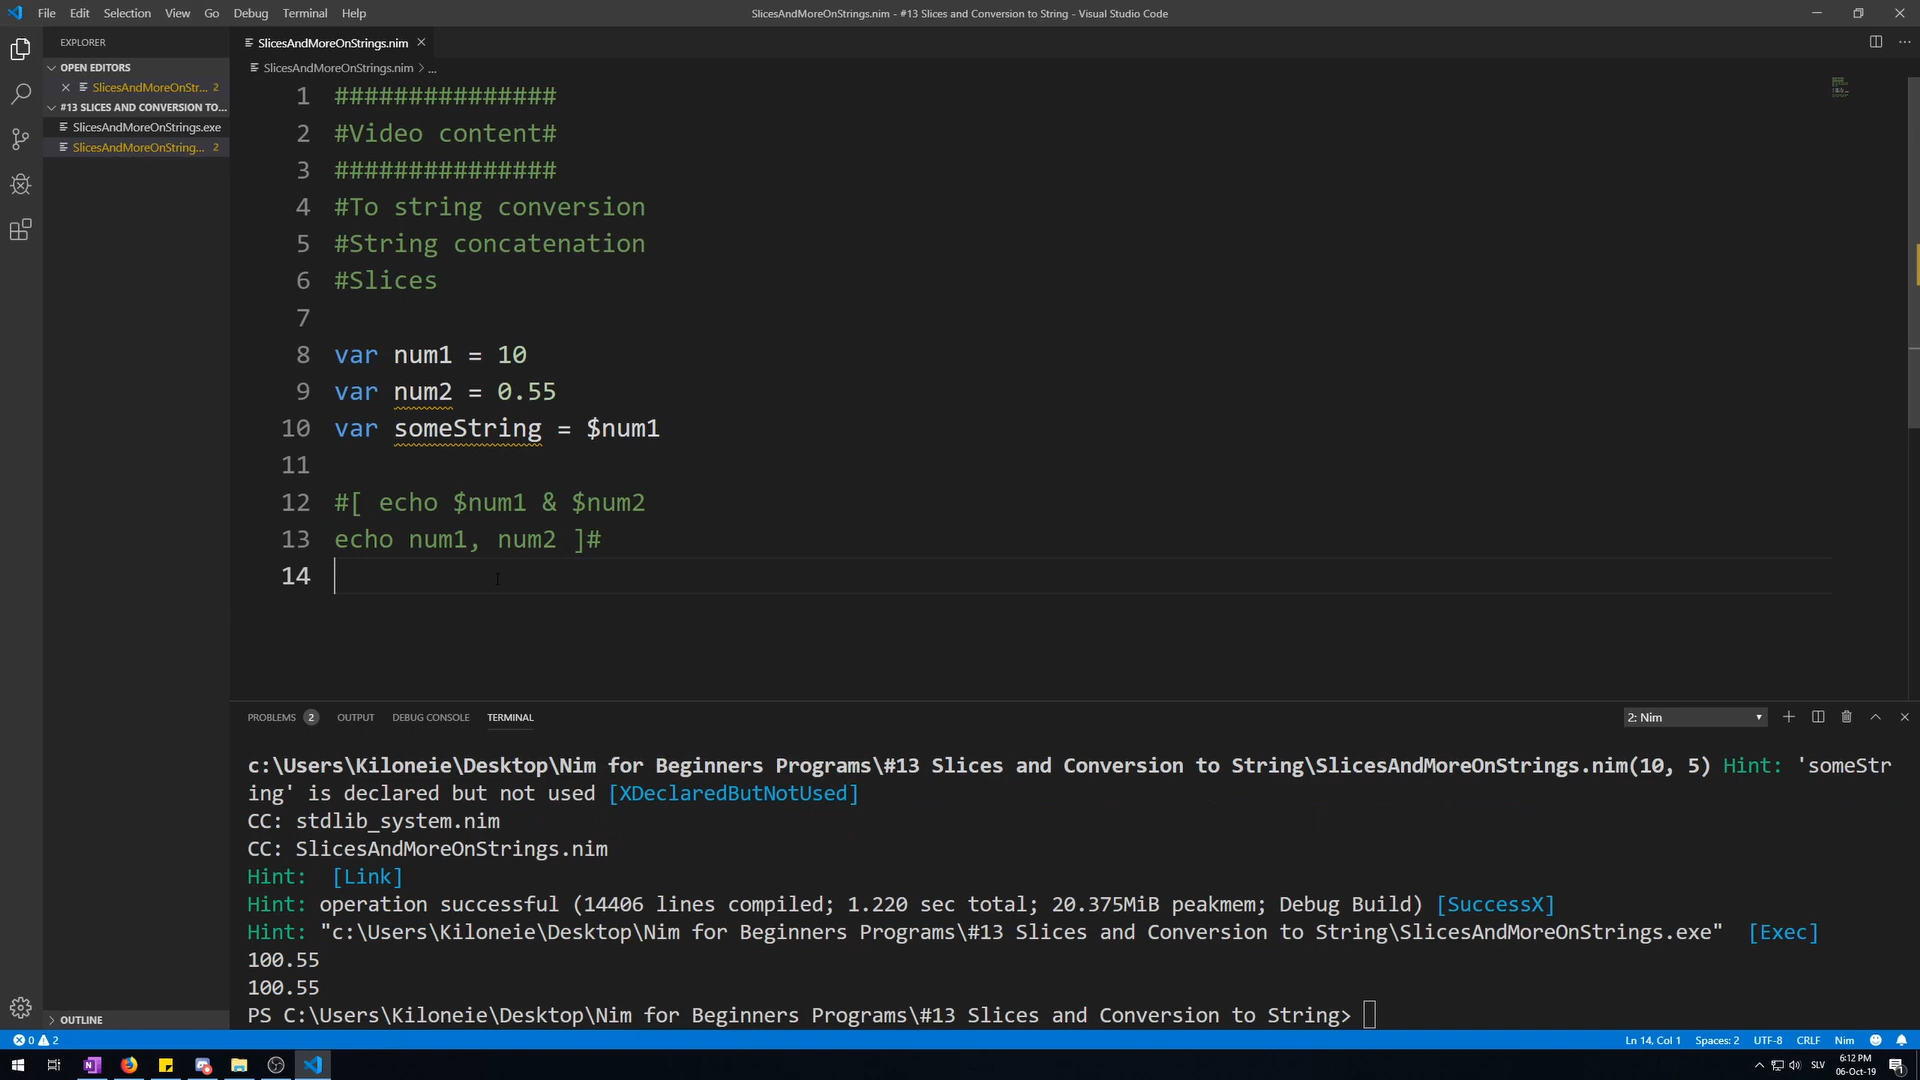 File Edit Selection View Go Debug Terminal Help
SlicesAndMoreOnStrings.nim - #13 Slices and Conversion to String - Visual Studio Code
EXPLORER
OPEN EDITORS
SlicesAndMoreOnStr... 2
#13 SLICES AND CONVERSION TO...
SlicesAndMoreOnStrings.exe
SlicesAndMoreOnString... 2
OUTLINE
SlicesAndMoreOnStrings.nim
SlicesAndMoreOnStrings.nim > ...
1 ###############
2 #Video content#
3 ###############
4 #To string conversion
5 #String concatenation
6 #Slices
7
8 var num1 = 10
9 var num2 = 0.55
10 var someString = $num1
11
12 #[ echo $num1 & $num2
13 echo num1, num2 ]#
14
PROBLEMS 2 OUTPUT DEBUG CONSOLE TERMINAL
2: Nim
c:\Users\Kiloneie\Desktop\Nim for Beginners Programs\#13 Slices and Conversion to String\SlicesAndMoreOnStrings.nim(10, 5) Hint: 'someStr
ing' is declared but not used [XDeclaredButNotUsed]
CC: stdlib_system.nim
CC: SlicesAndMoreOnStrings.nim
Hint:  [Link]
Hint: operation successful (14406 lines compiled; 1.220 sec total; 20.375MiB peakmem; Debug Build) [SuccessX]
Hint: "c:\Users\Kiloneie\Desktop\Nim for Beginners Programs\#13 Slices and Conversion to String\SlicesAndMoreOnStrings.exe"  [Exec]
100.55
100.55
PS C:\Users\Kiloneie\Desktop\Nim for Beginners Programs\#13 Slices and Conversion to String>
0 2
Ln 14, Col 1 Spaces: 2 UTF-8 CRLF Nim
SLV
6:12 PM
06-Oct-19